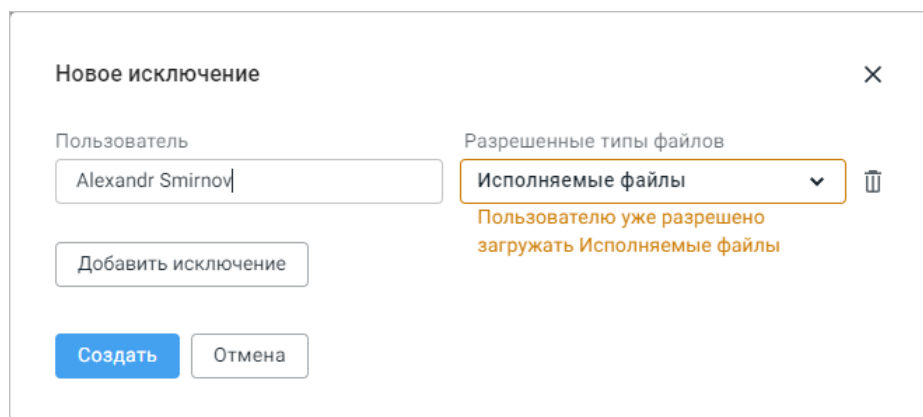 Новое исключение
Пользователь
Разрешенные типы файлов
Alexandr Smirnov
Исполняемые файлы
Пользователю уже разрешено
загружать Исполняемые файлы
Добавить исключение
Создать
Отмена